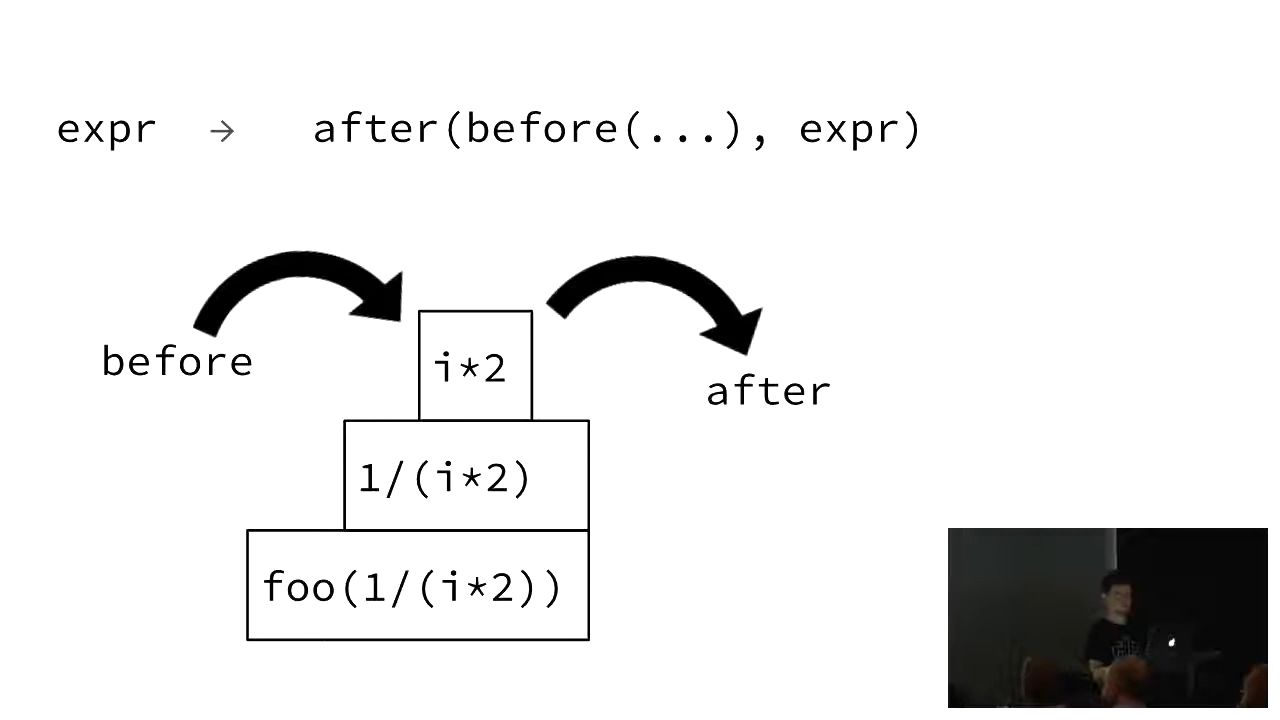 expr → after(before(...), expr)
before
i*2
after
1/(i*2)
foo(1/(i*2))